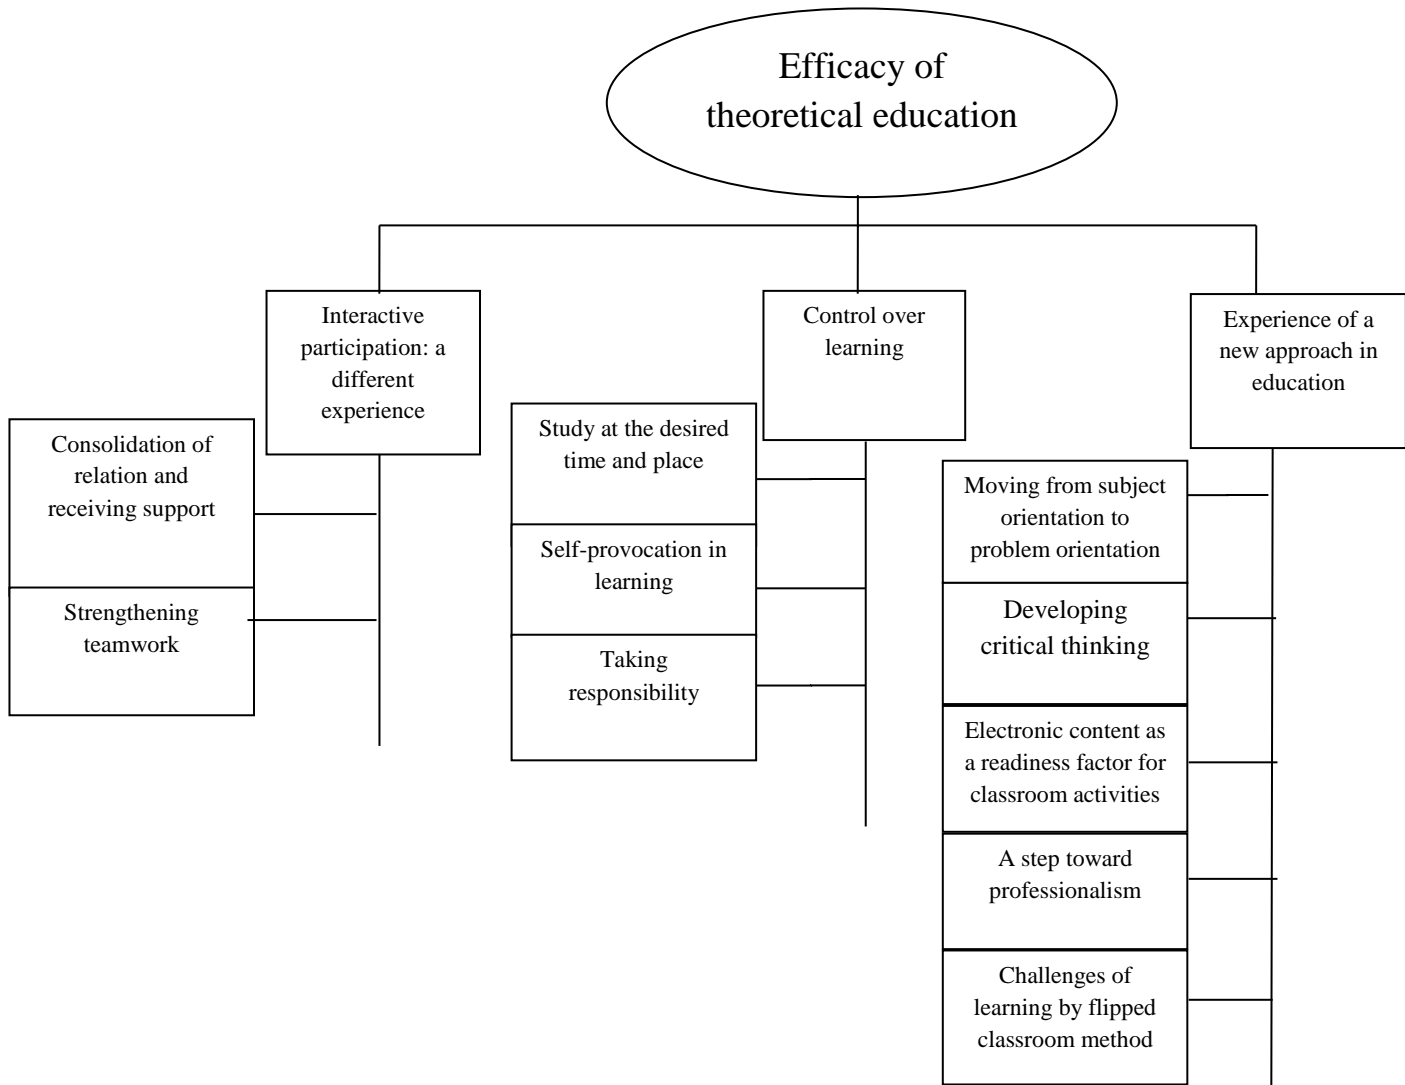 Efficacy of
theoretical education
Interactive
participation: a
different
experience
Consolidation of
relation and
receiving support
Strengthening
teamwork
Control over
learning
Study at the desired
time and place
Self-provocation in
learning
Taking
responsibility
Experience of a
new approach in
education
Moving from subject
orientation to
problem orientation
Developing
critical thinking
Electronic content as
a readiness factor for
classroom activities
A step toward
professionalism
Challenges of
learning by flipped
classroom method